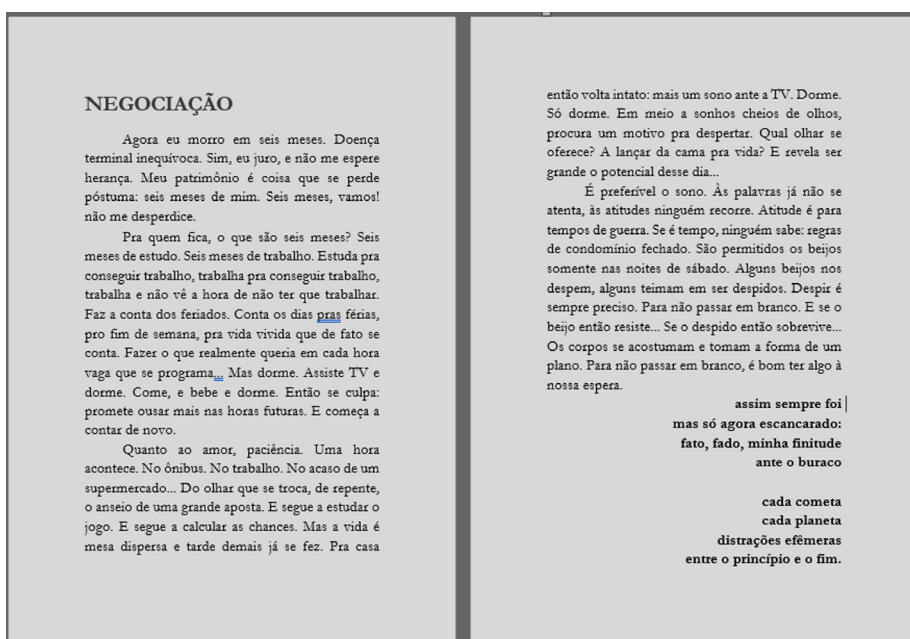 NEGOCIAÇÃO
Agora eu morro em seis meses. Doença
terminal inequívoca. Sim, eu juro, e não me espere
herança. Meu patrimônio é coisa que se perde
póstuma: seis meses de mim. Seis meses, vamos!
não me desperdice.
Pra quem fica, o que são seis meses? Seis
meses de estudo. Seis meses de trabalho. Estuda pra
conseguir trabalho, trabalha pra conseguir trabalho,
trabalha e não vê a hora de não ter que trabalhar.
Faz a conta dos feriados. Conta os dias pras férias,
pro fim de semana, pra vida vivida que de fato se
conta. Fazer o que realmente queria em cada hora
vaga que se programa... Mas dorme. Assiste TV e
dorme. Come, e bebe e dorme. Então se culpa:
promete ousar mais nas horas futuras. E começa a
contar de novo.
Quanto ao amor, paciência. Uma hora
acontece. No ônibus. No trabalho. No acaso de um
supermercado... Do olhar que se troca, de repente,
o anseio de uma grande aposta. E segue a estudar o
jogo. E segue a calcular as chances. Mas a vida é
mesa dispersa e tarde demais já se fez. Pra casa
então volta intato: mais um sono ante a TV. Dorme.
Só dorme. Em meio a sonhos cheios de olhos,
procura um motivo pra despertar. Qual olhar se
oferece? A lançar da cama pra vida? E revela ser
grande o potencial desse dia...
É preferível o sono. Às palavras já não se
atenta, às atitudes ninguém recorre. Atitude é para
tempos de guerra. Se é tempo, ninguém sabe: regras
de condomínio fechado. São permitidos os beijos
somente nas noites de sábado. Alguns beijos nos
despem, alguns teimam em ser despidos. Despir é
sempre preciso. Para não passar em branco. E se o
beijo então resiste... Se o despido então sobrevive...
Os corpos se acostumam e tomam a forma de um
plano. Para não passar em branco, é bom ter algo à
nossa espera.
assim sempre foi
mas só agora escancarado:
fato, fado, minha finitude
ante o buraco
cada cometa
cada planeta
distrações efêmeras
entre o princípio e o fim.